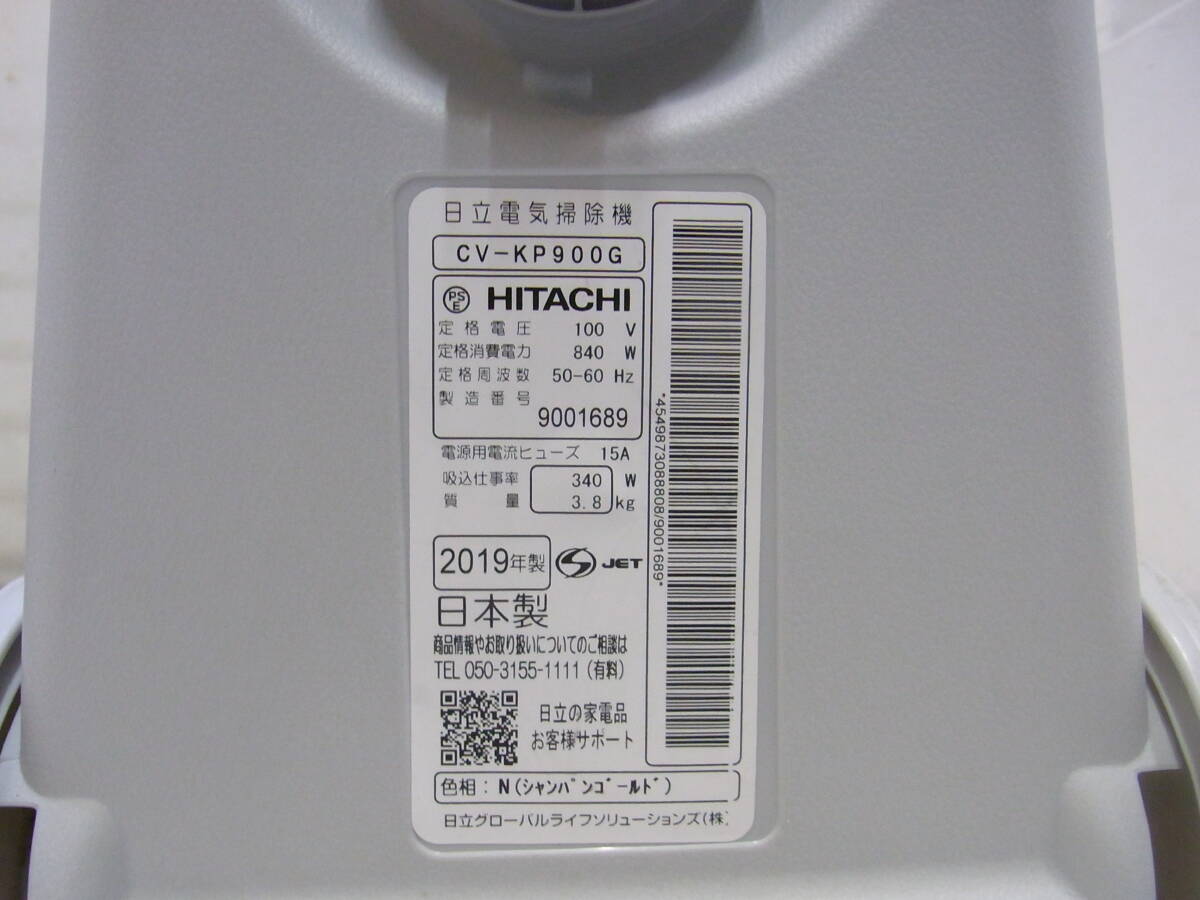 日立電気掃除機
CV-KP900G
PSE HITACHI
定格電圧 100 V
定格消費電力 840 W
定格周波数 50-60 Hz
製造番号 9001689
電源用電流ヒューズ 15A
吸込仕事率 340 W
質量 3.8 kg
2019年製 JET
日本製
商品情報やお取り扱いについてのご相談は
TEL 050-3155-1111 (有料)
日立の家電品
お客様サポート
色相: N(シャンパンゴールド)
日立グローバルライフソリューションズ(株)
*4549873088808/9001689*